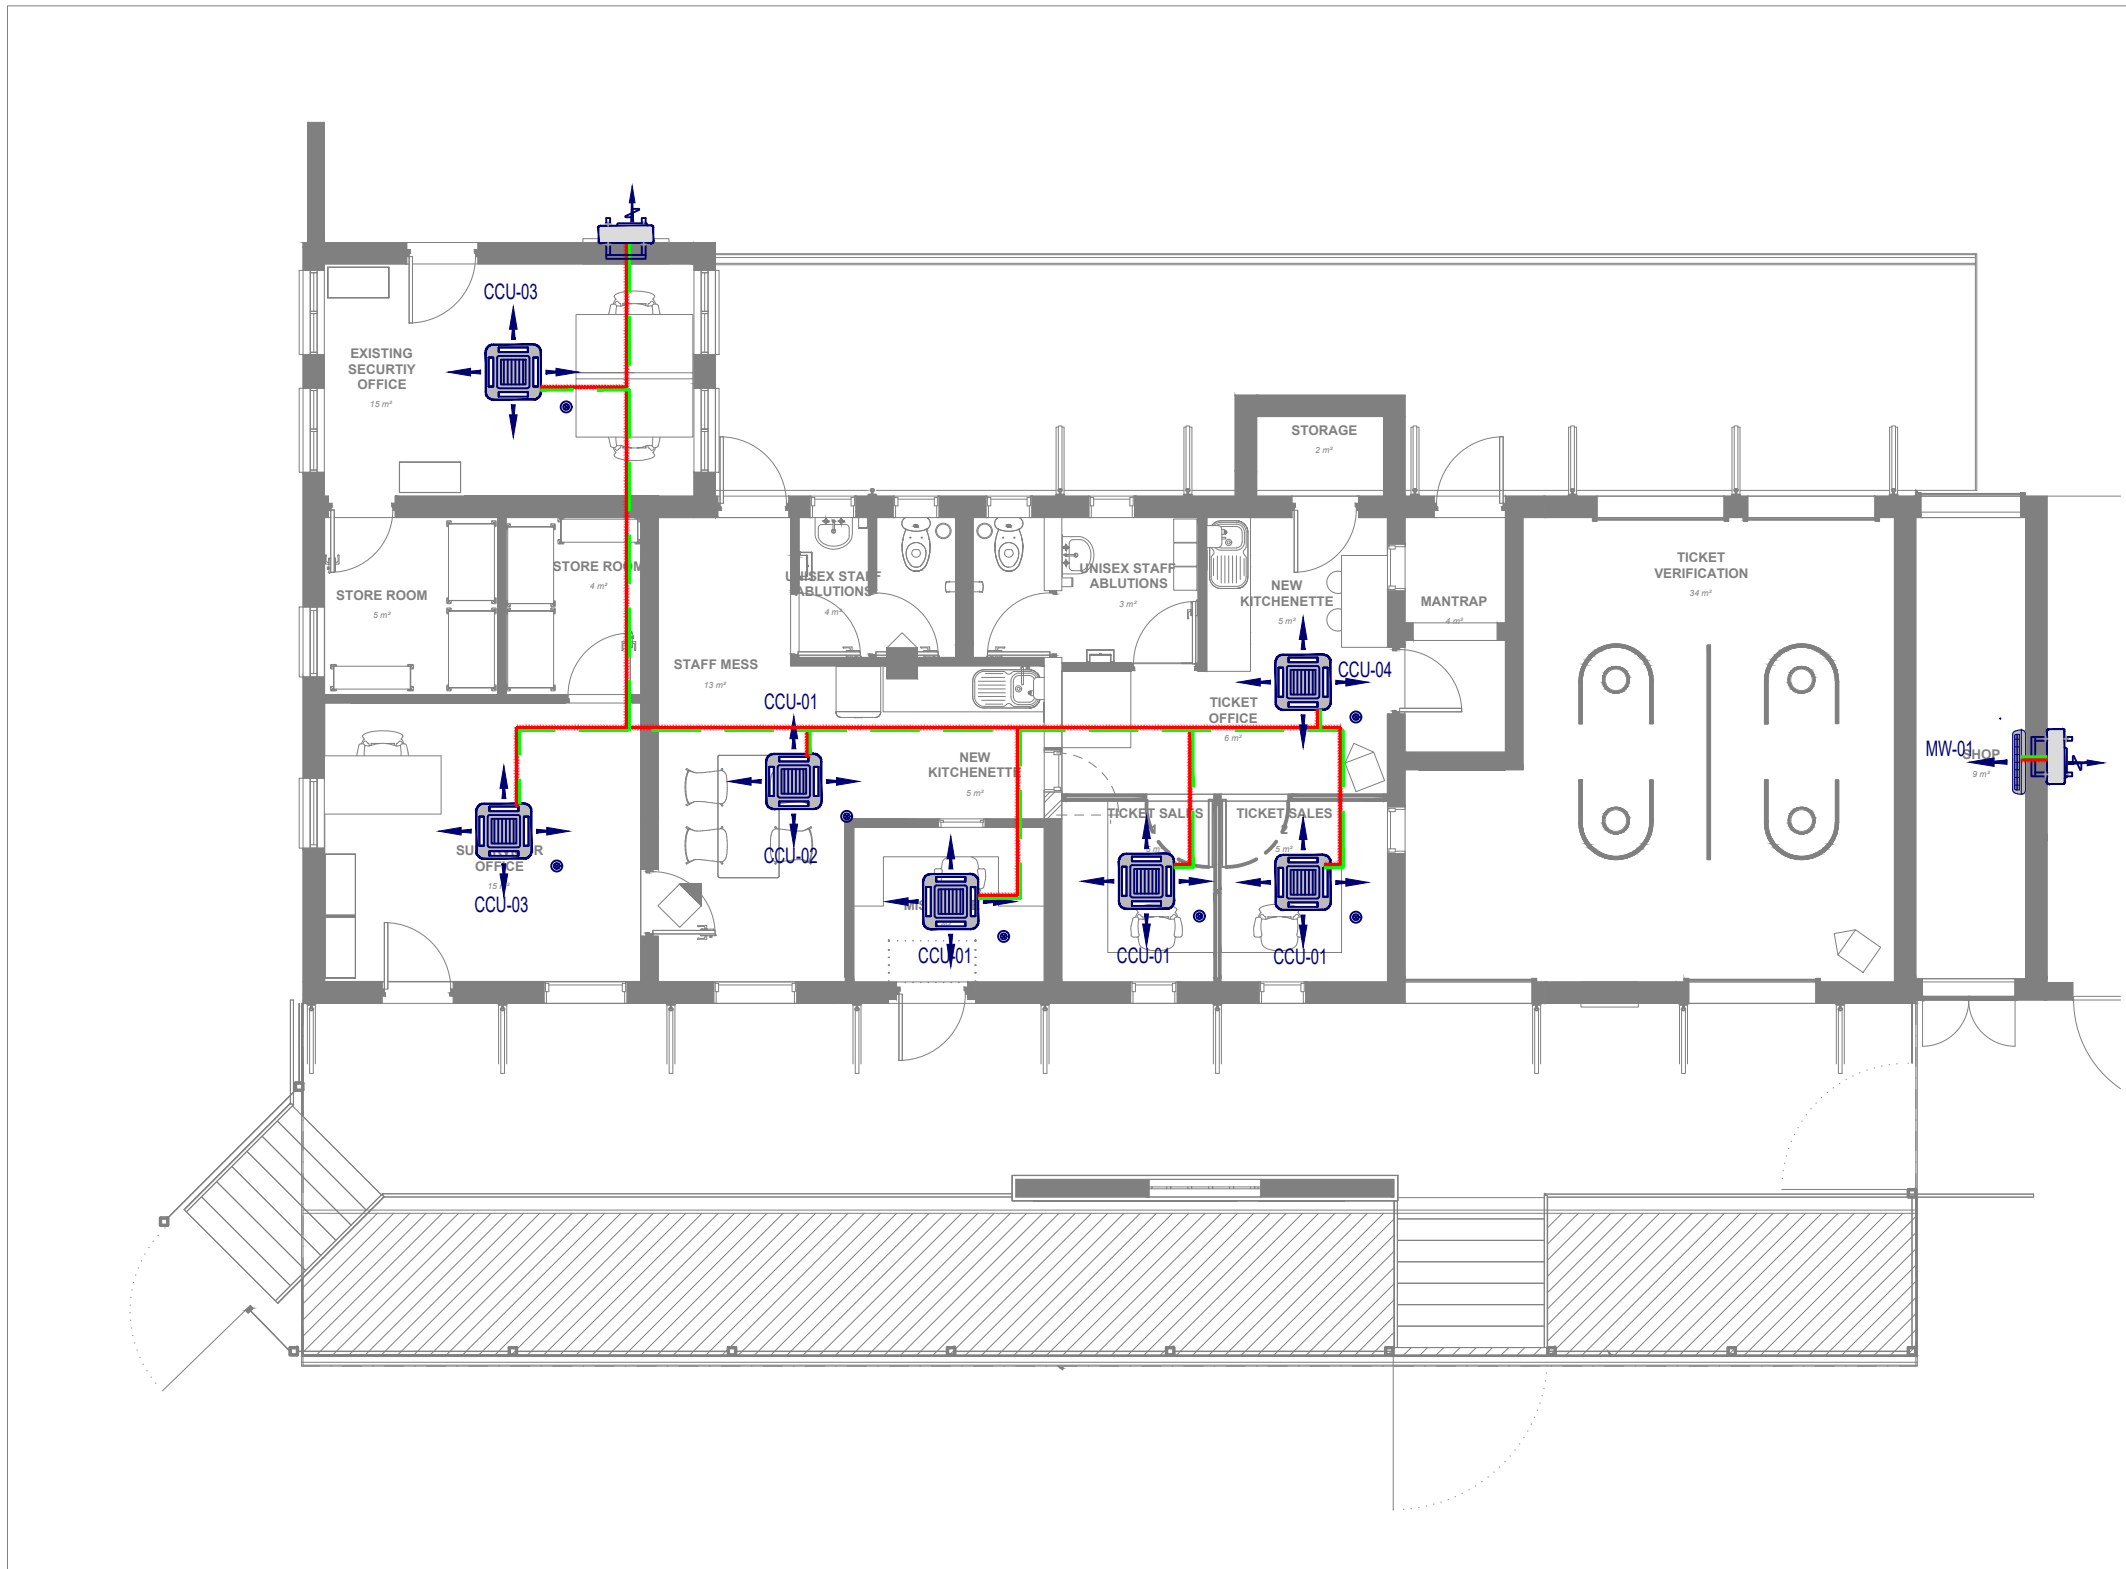 CCU-03
EXISTING
SECURTIY
OFFICE
15 m²
STORAGE
2 m²
STORE ROOM
5 m²
STORE ROOM
4 m²
UNISEX STAFF
ABLUTIONS
4 m²
UNISEX STAFF
ABLUTIONS
3 m²
NEW
KITCHENETTE
5 m²
MANTRAP
4 m²
TICKET
VERIFICATION
34 m²
STAFF MESS
13 m²
CCU-01
CCU-04
TICKET
OFFICE
6 m²
NEW
KITCHENETTE
5 m²
MW-01
SHOP
9 m²
TICKET SALES
TICKET SALES
5 m²
CCU-02
OFFICE
15 m²
CCU-03
CCU-01
CCU-01
CCU-01